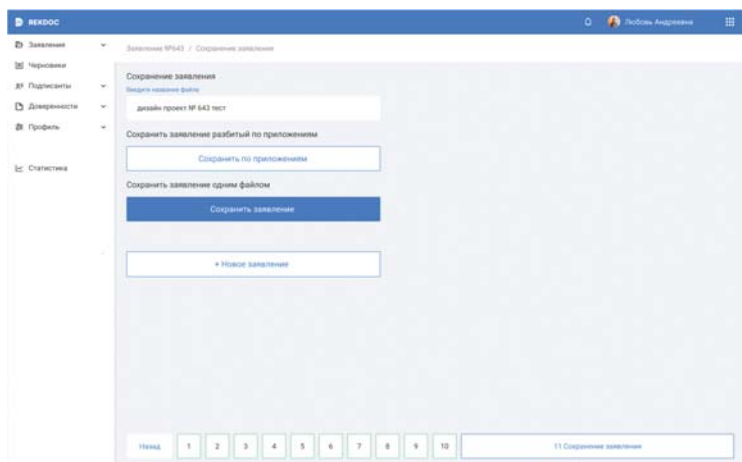 REKDOC
Любовь Андреевна
Заявления
Черновики
Подписанты
Доверенности
Профиль
Статистика
Заявление №643 / Сохранение заявления
Сохранение заявления
Введите название файла
дизайн проект № 643 тест
Сохранить заявление разбитый по приложениям
Сохранить по приложениям
Сохранить заявление одним файлом
Сохранить заявление
+ Новое заявление
Назад 1 2 3 4 5 6 7 8 9 10 11 Сохранение заявления